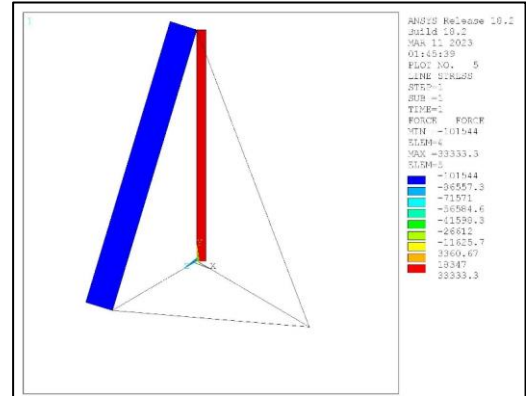 1
ANSYS Release 18.2
Build 18.2
MAR 11 2023
01:45:39
PLOT NO. 5
LINE STRESS
STEP=1
SUB =1
TIME=1
FORCE FORCE
MIN =-101544
ELEM=4
MAX =33333.3
ELEM=3
-101544
-86557.3
-71571
-56584.6
-41598.3
-26612
-11625.7
3360.67
18347
33333.3
Y
Z
X